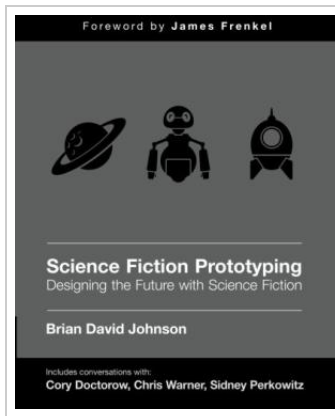 Foreword by James Frenkel
Science Fiction Prototyping
Designing the Future with Science Fiction
Brian David Johnson
Includes conversations with:
Cory Doctorow, Chris Warner, Sidney Perkowitz